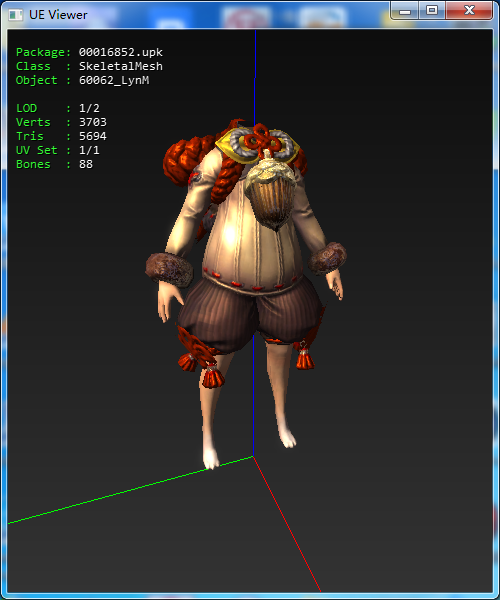 UE Viewer
Package: 00016852.upk
Class : SkeletalMesh
Object : 60062_LynM
LOD : 1/2
Verts : 3703
Tris : 5694
UV Set : 1/1
Bones : 88